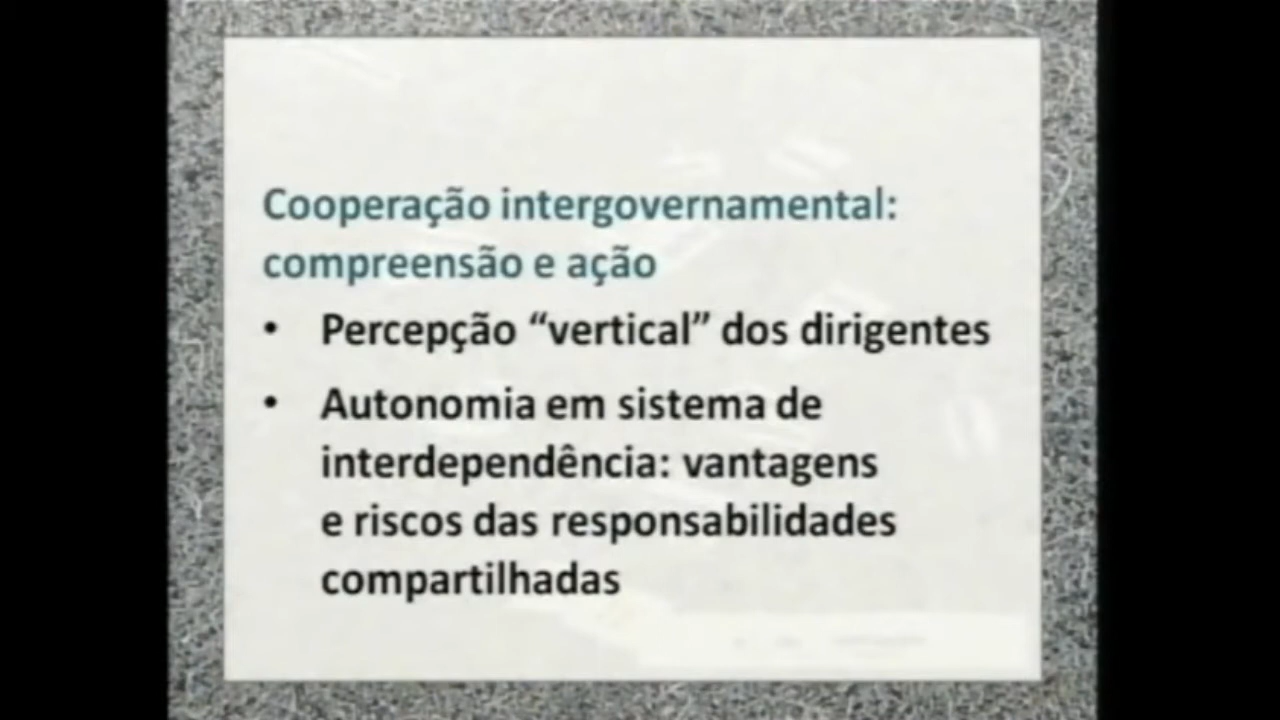 Cooperação intergovernamental:
compreensão e ação
• Percepção “vertical” dos dirigentes
• Autonomia em sistema de
interdependência: vantagens
e riscos das responsabilidades
compartilhadas